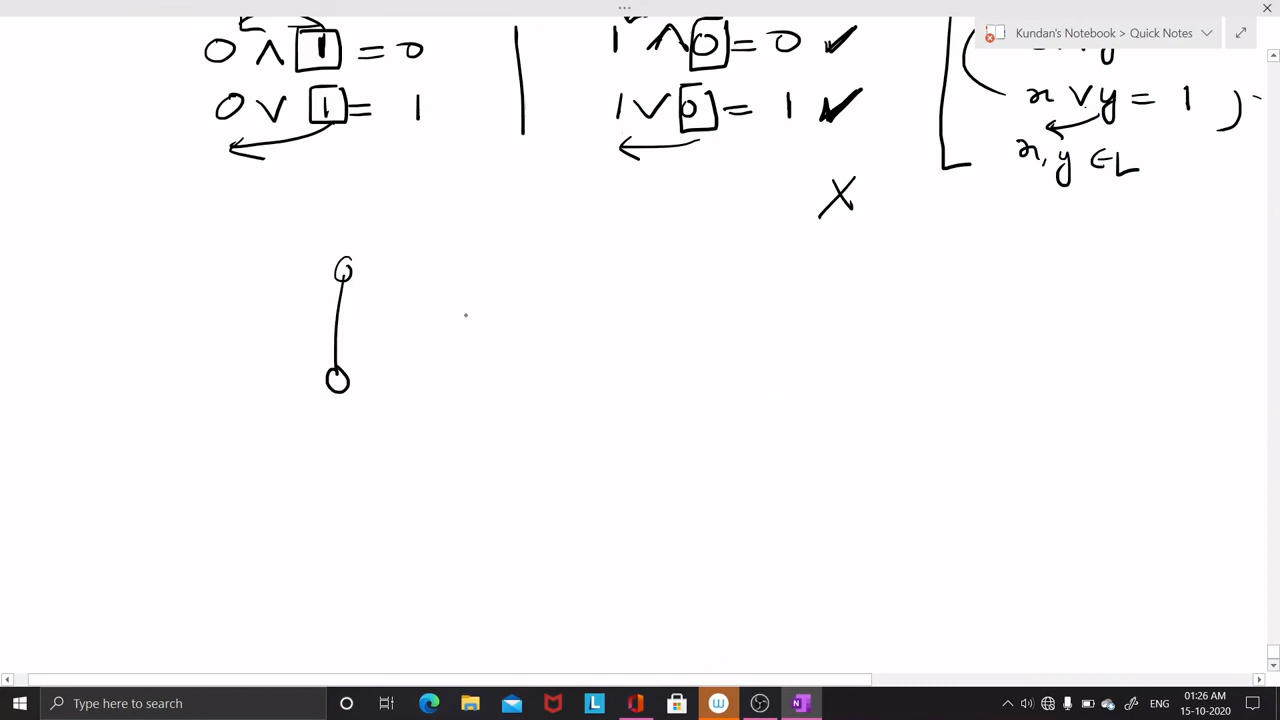 Kundan's Notebook > Quick Notes
0 ∧ 1 = 0
1 ∧ 0 = 0 ✓
0 ∨ 1 = 1
1 ∨ 0 = 1 ✓
x ∨ y = 1 )
x, y ∈ L
X
Type here to search
L
W
N
ENG
01:26 AM
15-10-2020